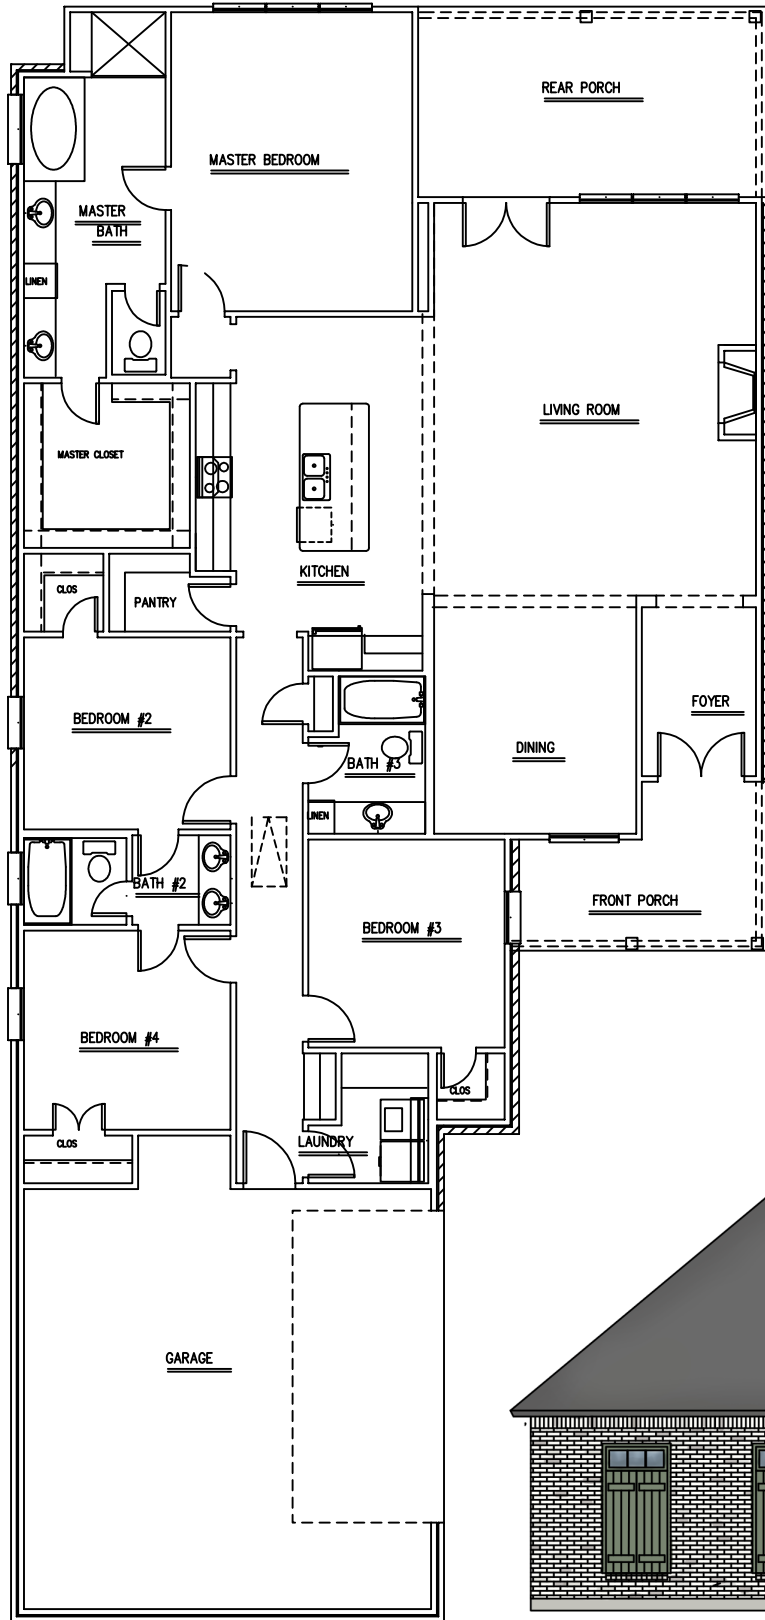 REAR PORCH
MASTER BEDROOM
MASTER
BATH
LINEN
LIVING ROOM
MASTER CLOSET
KITCHEN
CLOS
PANTRY
FOYER
BEDROOM #2
DINING
BATH #3
LINEN
BATH #2
FRONT PORCH
BEDROOM #3
BEDROOM #4
CLOS
CLOS
LAUNDRY
GARAGE